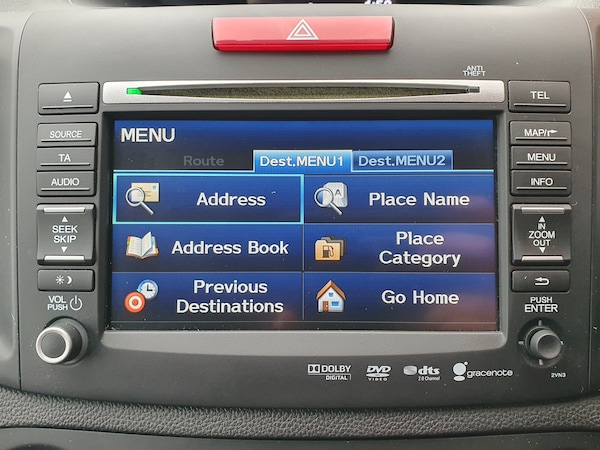 ANTI
THEFT
TEL
SOURCE
MAP/
MENU
TA
Route
Dest.MENU1
Dest.MENU2
MENU
AUDIO
Address
Place Name
INFO
SEEK
SKIP
Address Book
Place
Category
IN
ZOOM
OUT
Previous
Destinations
Go Home
VOL
PUSH
PUSH
ENTER
DOLBY
DIGITAL
DVD
VIDEO
dts
2.0 Channel
gracenote
2VN3